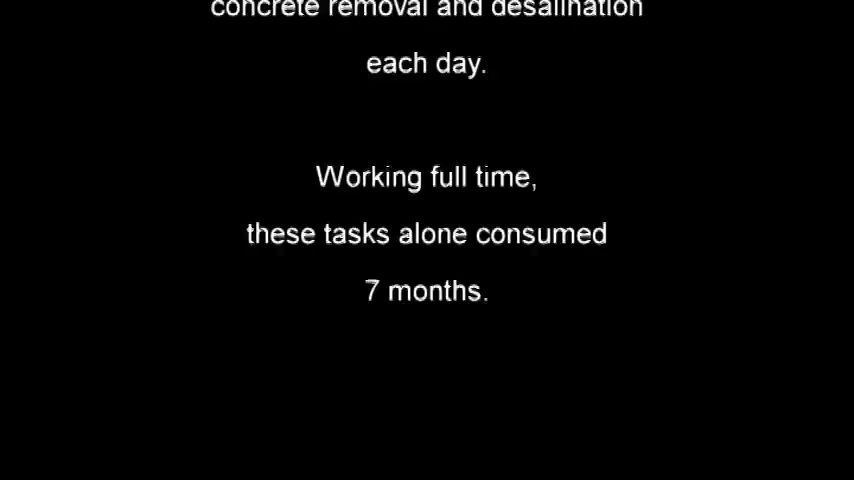 concrete removal and desalination
each day.
Working full time,
these tasks alone consumed
7 months.